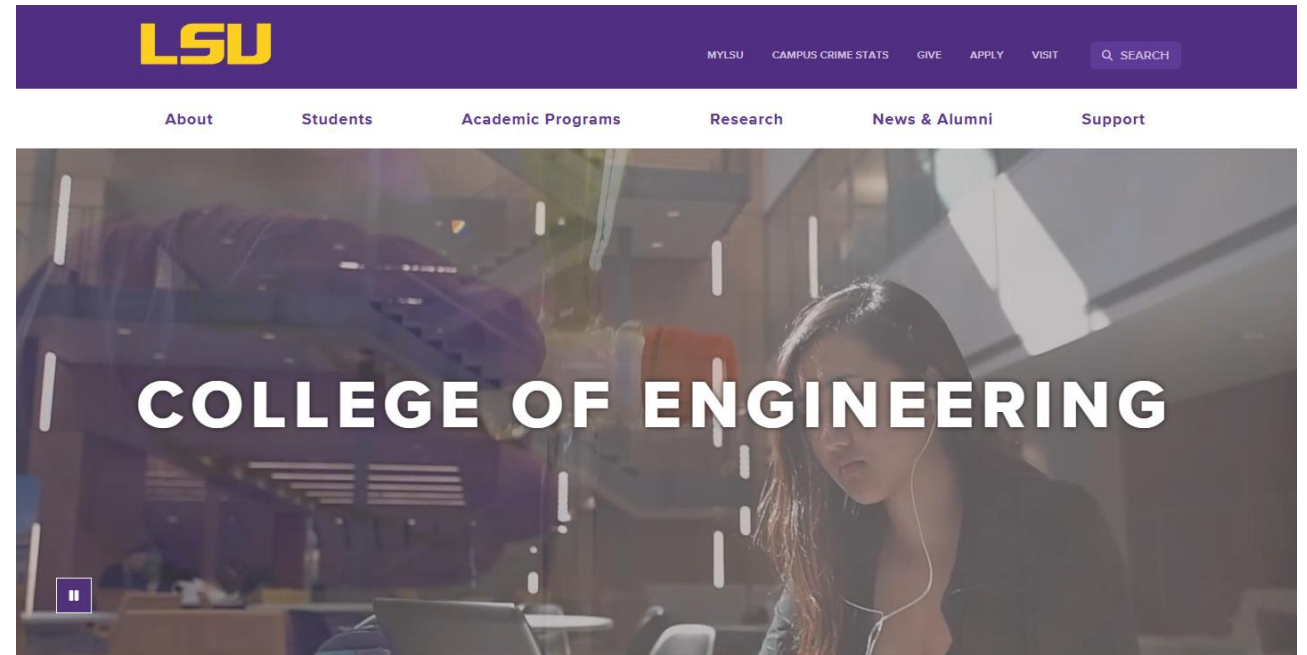 LSU
MYLSU CAMPUS CRIME STATS GIVE APPLY VISIT SEARCH
About Students Academic Programs Research News & Alumni Support
COLLEGE OF ENGINEERING